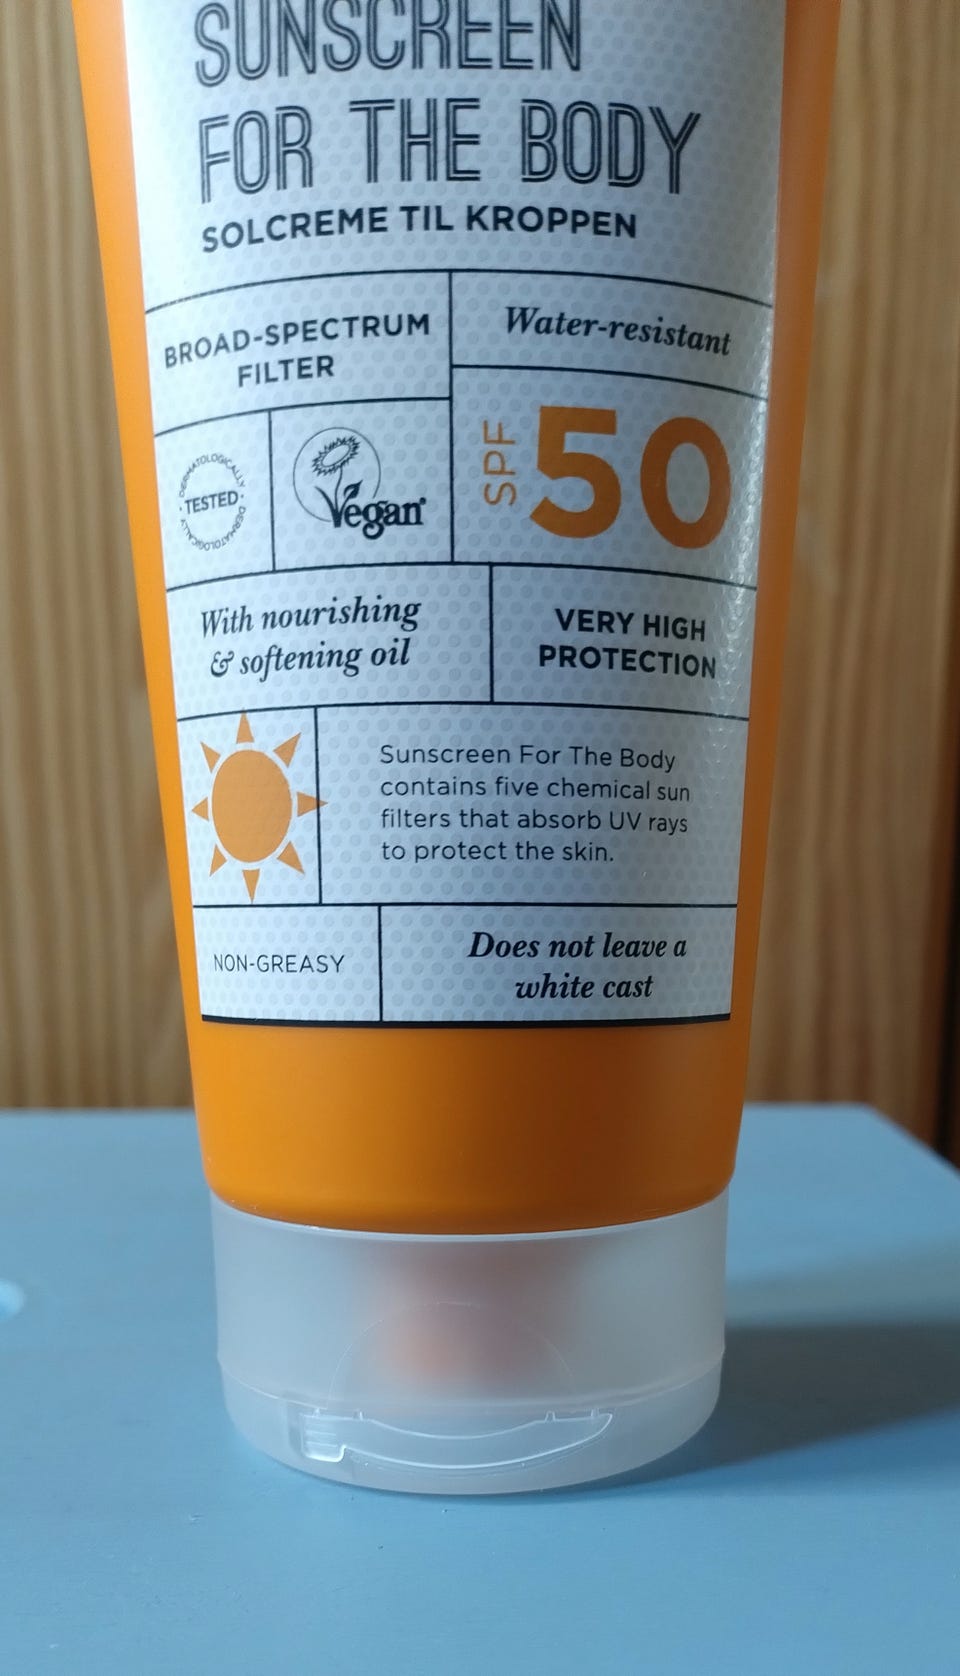 SUNSCREEN
FOR THE BODY
SOLCREME TIL KROPPEN
BROAD-SPECTRUM
FILTER
Water-resistant
DERMATOLOGICALLY
· TESTED ·
DERMATOLOGICALLY
Vegan
SPF 50
With nourishing
& softening oil
VERY HIGH
PROTECTION
Sunscreen For The Body
contains five chemical sun
filters that absorb UV rays
to protect the skin.
NON-GREASY
Does not leave a
white cast